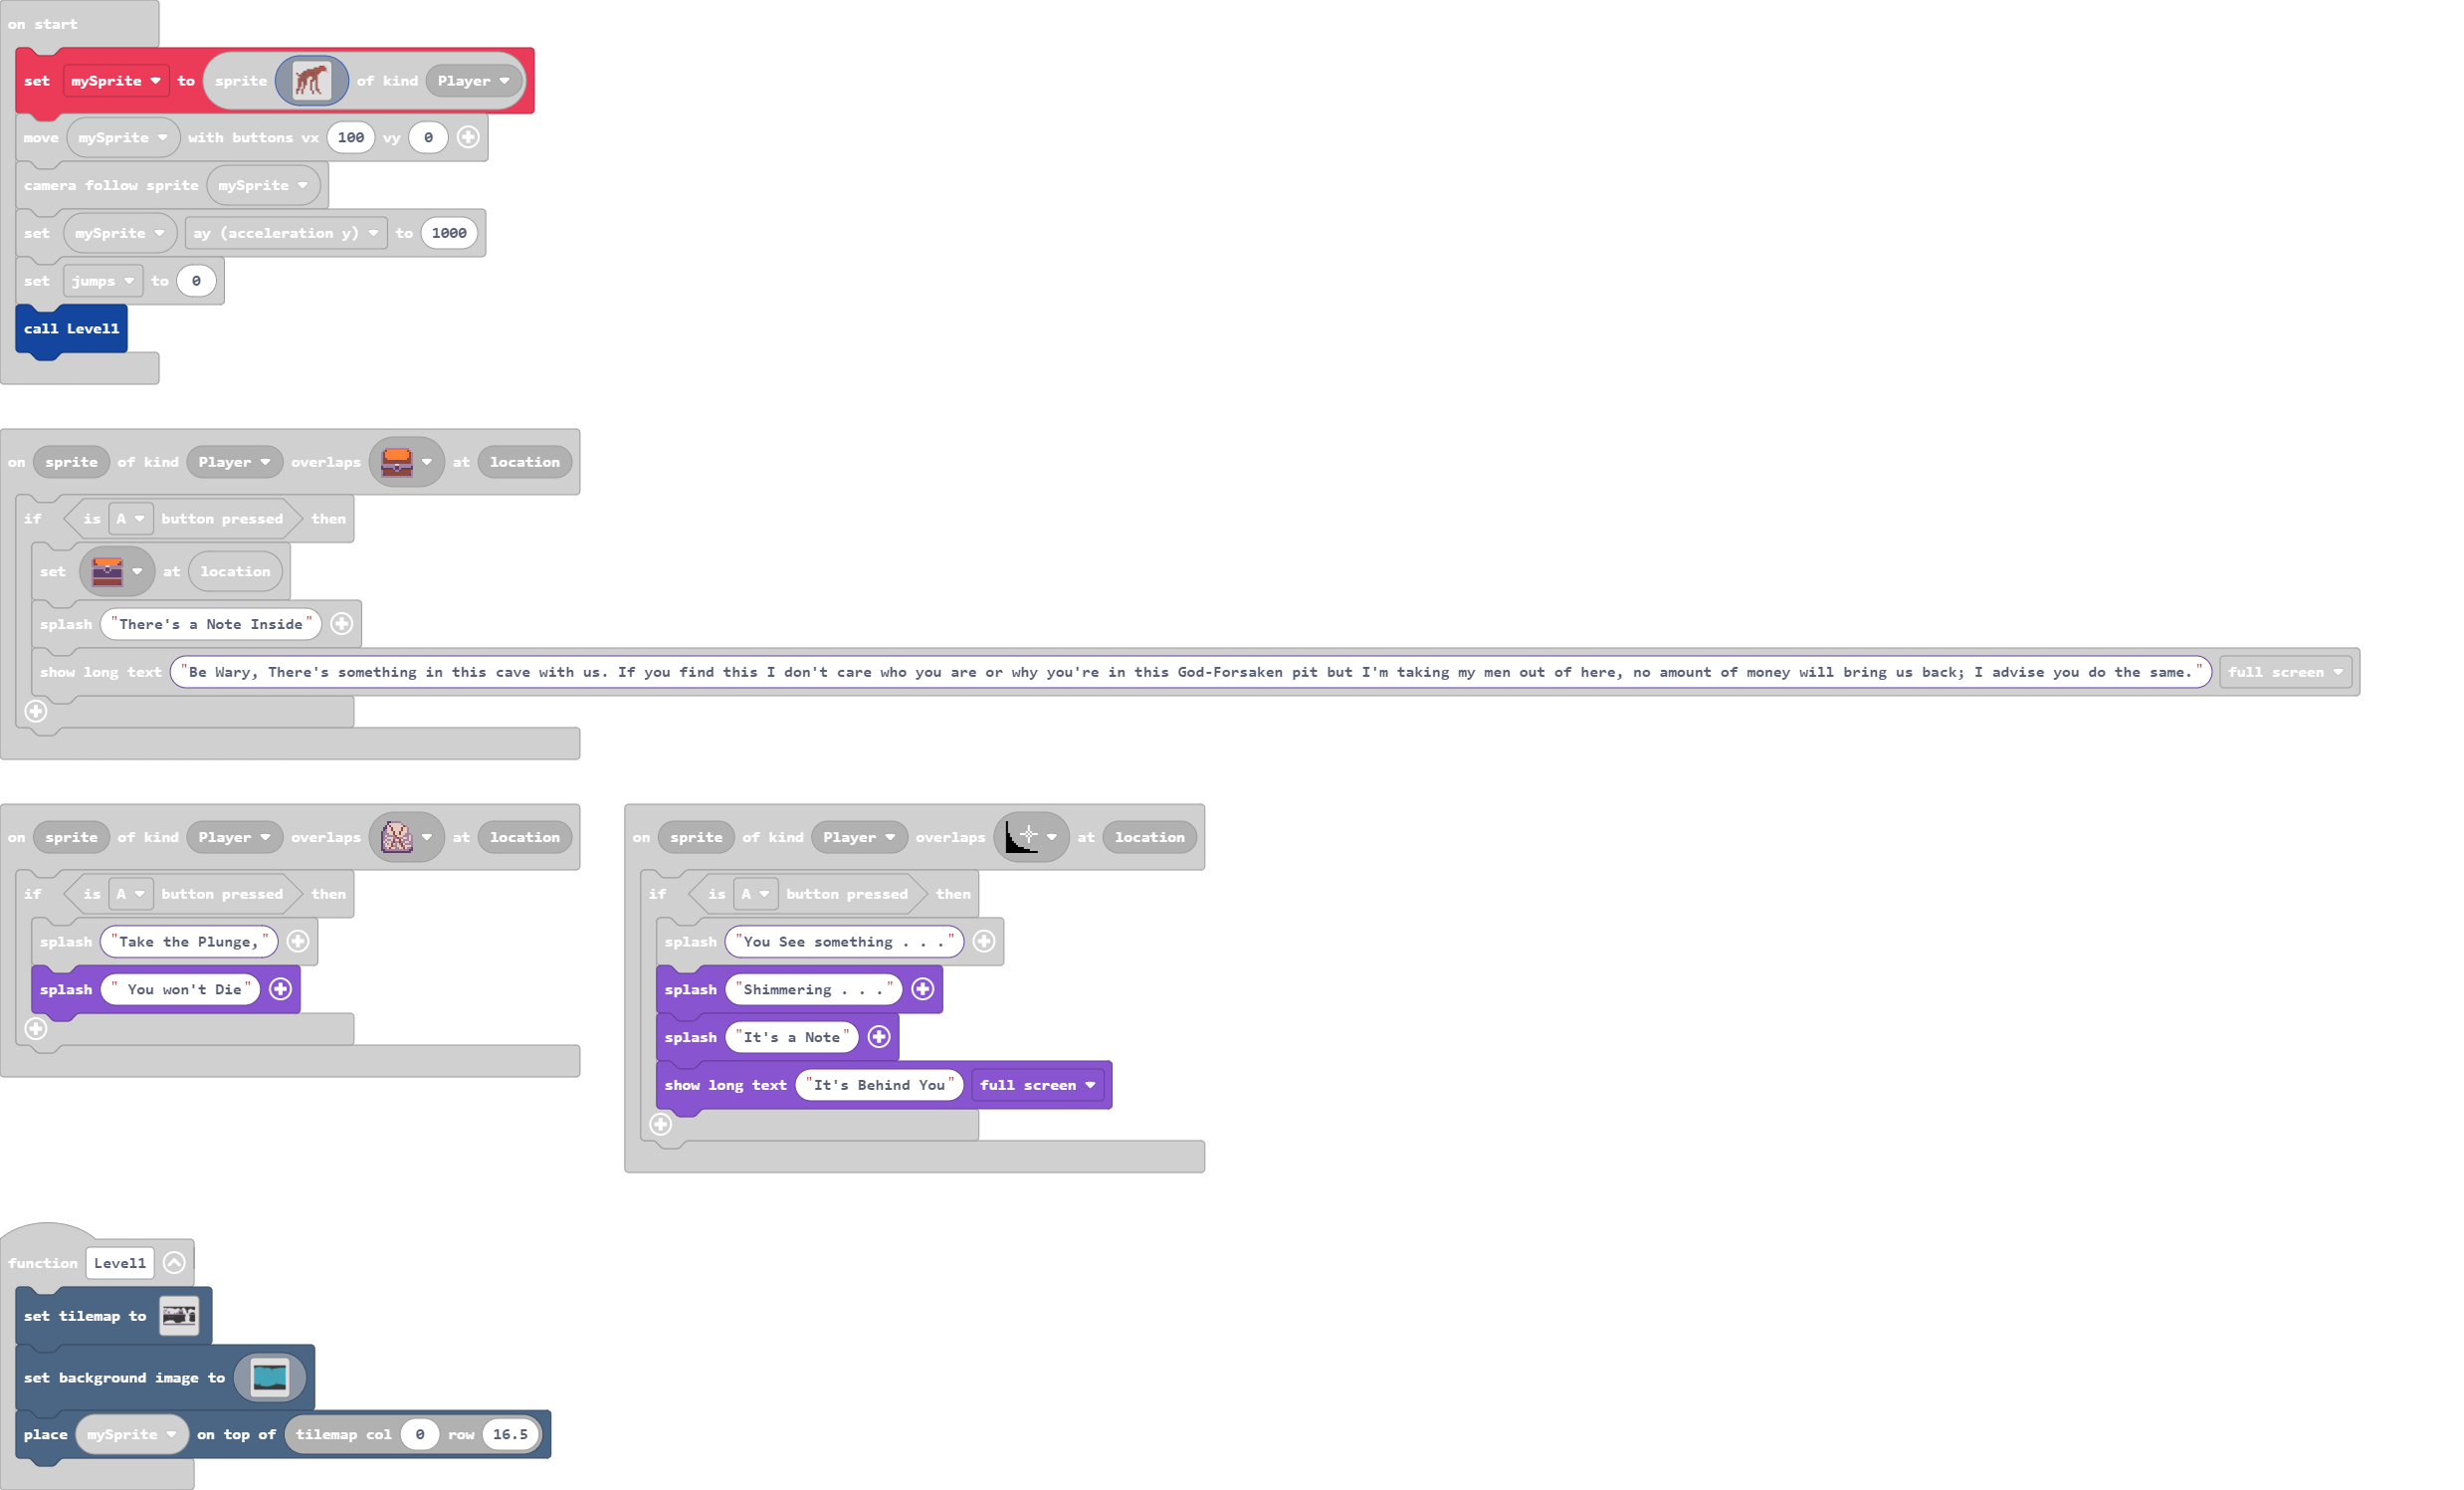 on start
set mySprite to sprite of kind Player
move mySprite with buttons vx 100 vy 0
camera follow sprite mySprite
set mySprite ay (acceleration y) to 1000
set jumps to 0
call Level1
on sprite of kind Player overlaps at location
if is A button pressed then
set at location
splash "There's a Note Inside"
show long text "Be Wary, There's something in this cave with us. If you find this I don't care who you are or why you're in this God-Forsaken pit but I'm taking my men out of here, no amount of money will bring us back; I advise you do the same." full screen
on sprite of kind Player overlaps at location
if is A button pressed then
splash "Take the Plunge,"
splash " You won't Die"
on sprite of kind Player overlaps at location
if is A button pressed then
splash "You See something . . ."
splash "Shimmering . . ."
splash "It's a Note"
show long text "It's Behind You" full screen
function Level1
set tilemap to
set background image to
place mySprite on top of tilemap col 0 row 16.5